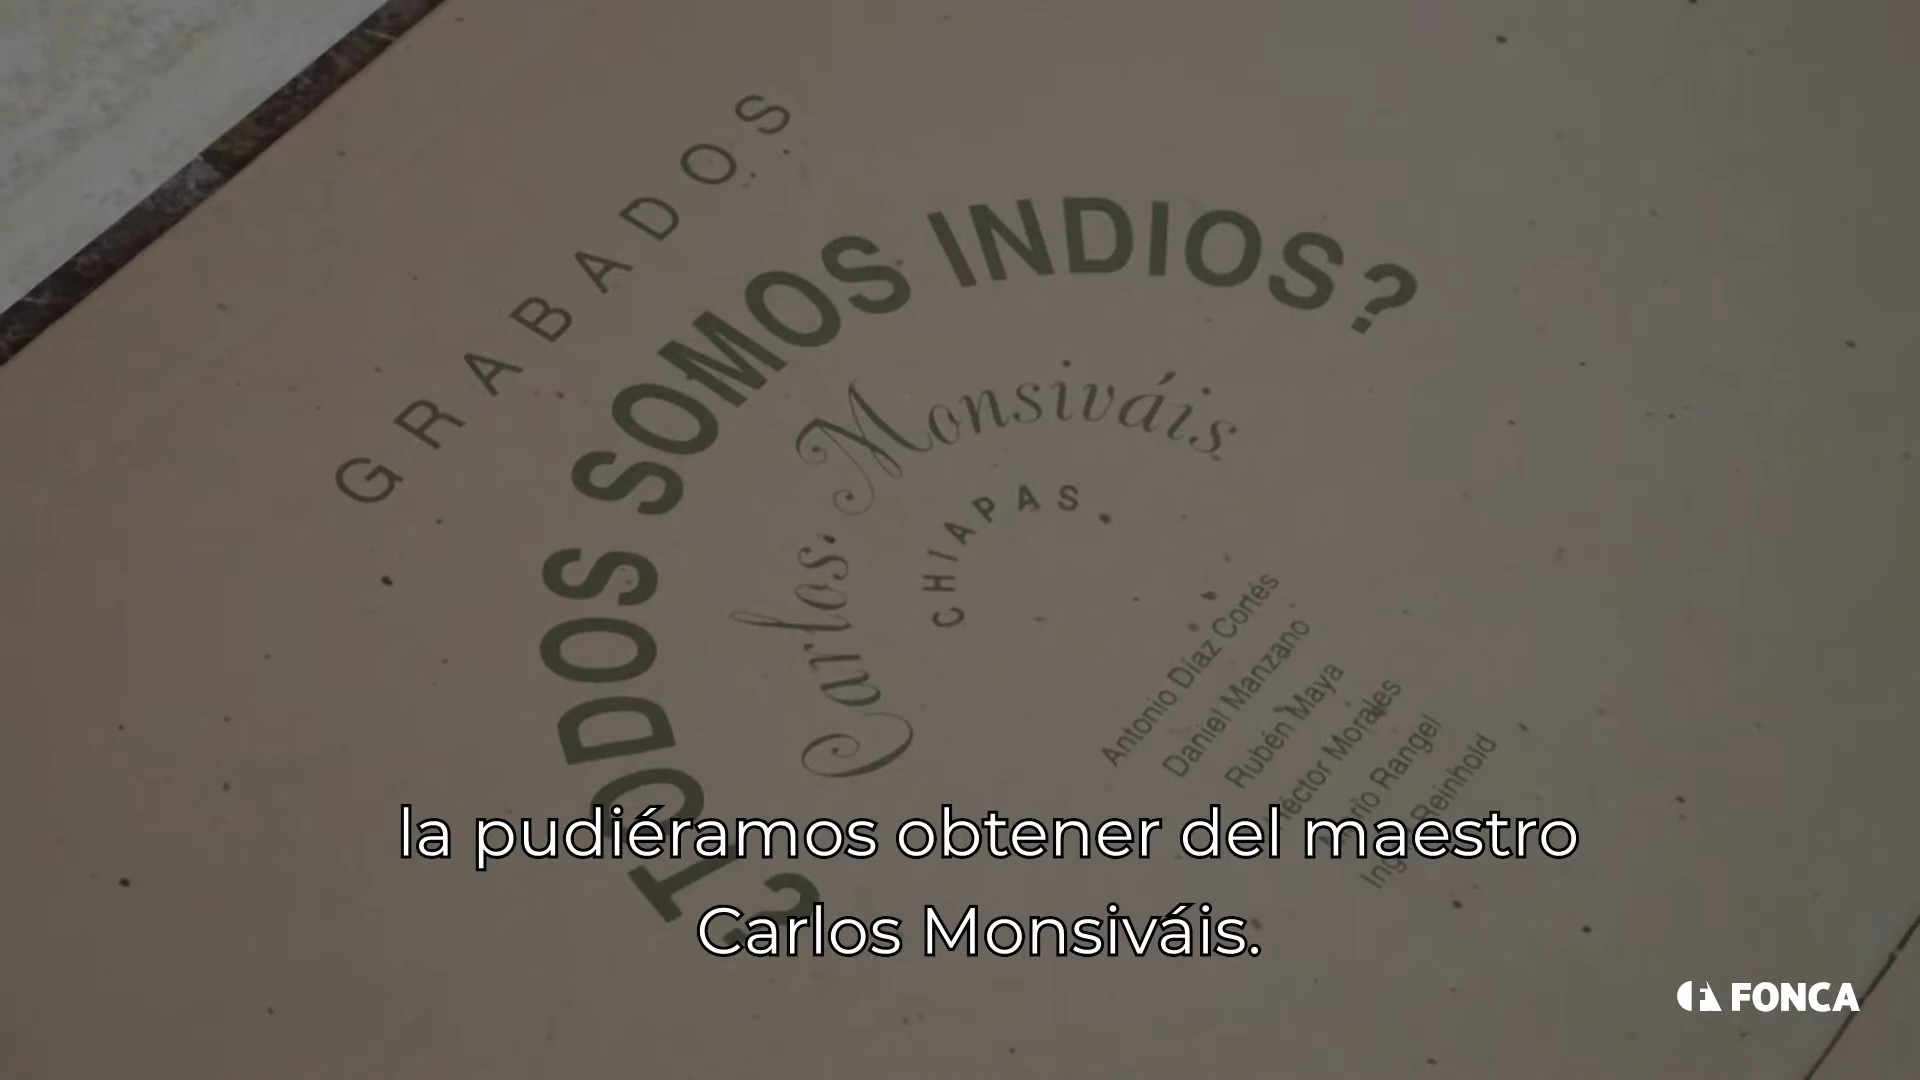 GRABADOS
¿TODOS SOMOS INDIOS?
Carlos Monsiváis
CHIAPAS
Antonio Díaz Cortés
Daniel Manzano
Rubén Maya
Héctor Morales
Mario Rangel
Reinhold
la pudiéramos obtener del maestro
Carlos Monsiváis.
FONCA